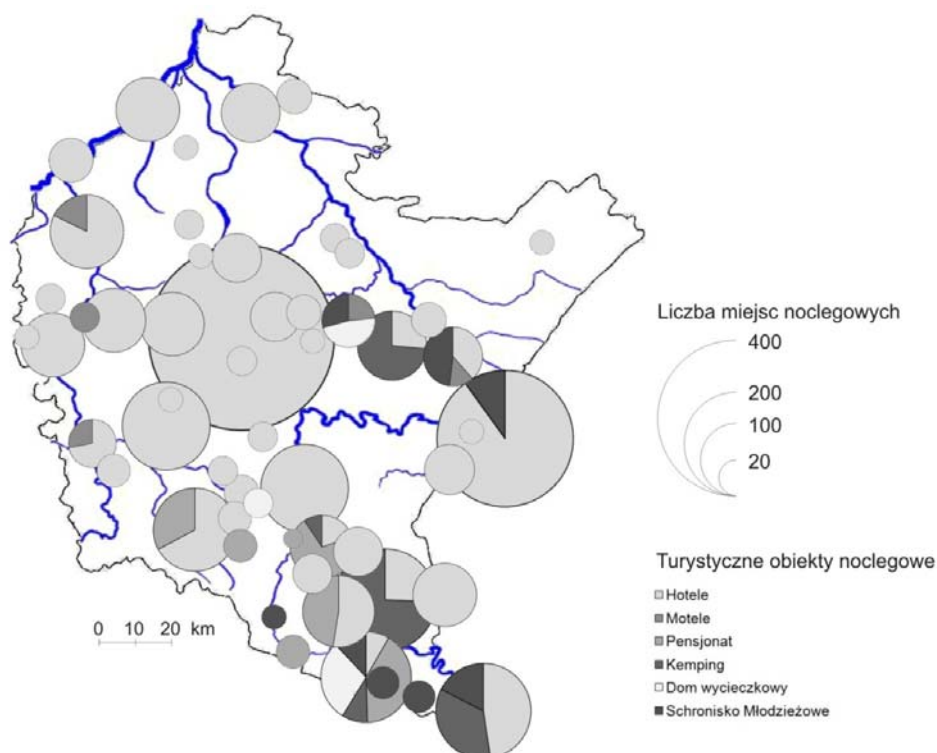 Liczba miejsc noclegowych
400
200
100
20
Turystyczne obiekty noclegowe
Hotele
Motele
Pensjonat
Kemping
Dom wycieczkowy
Schronisko Młodzieżowe
0 10 20 km